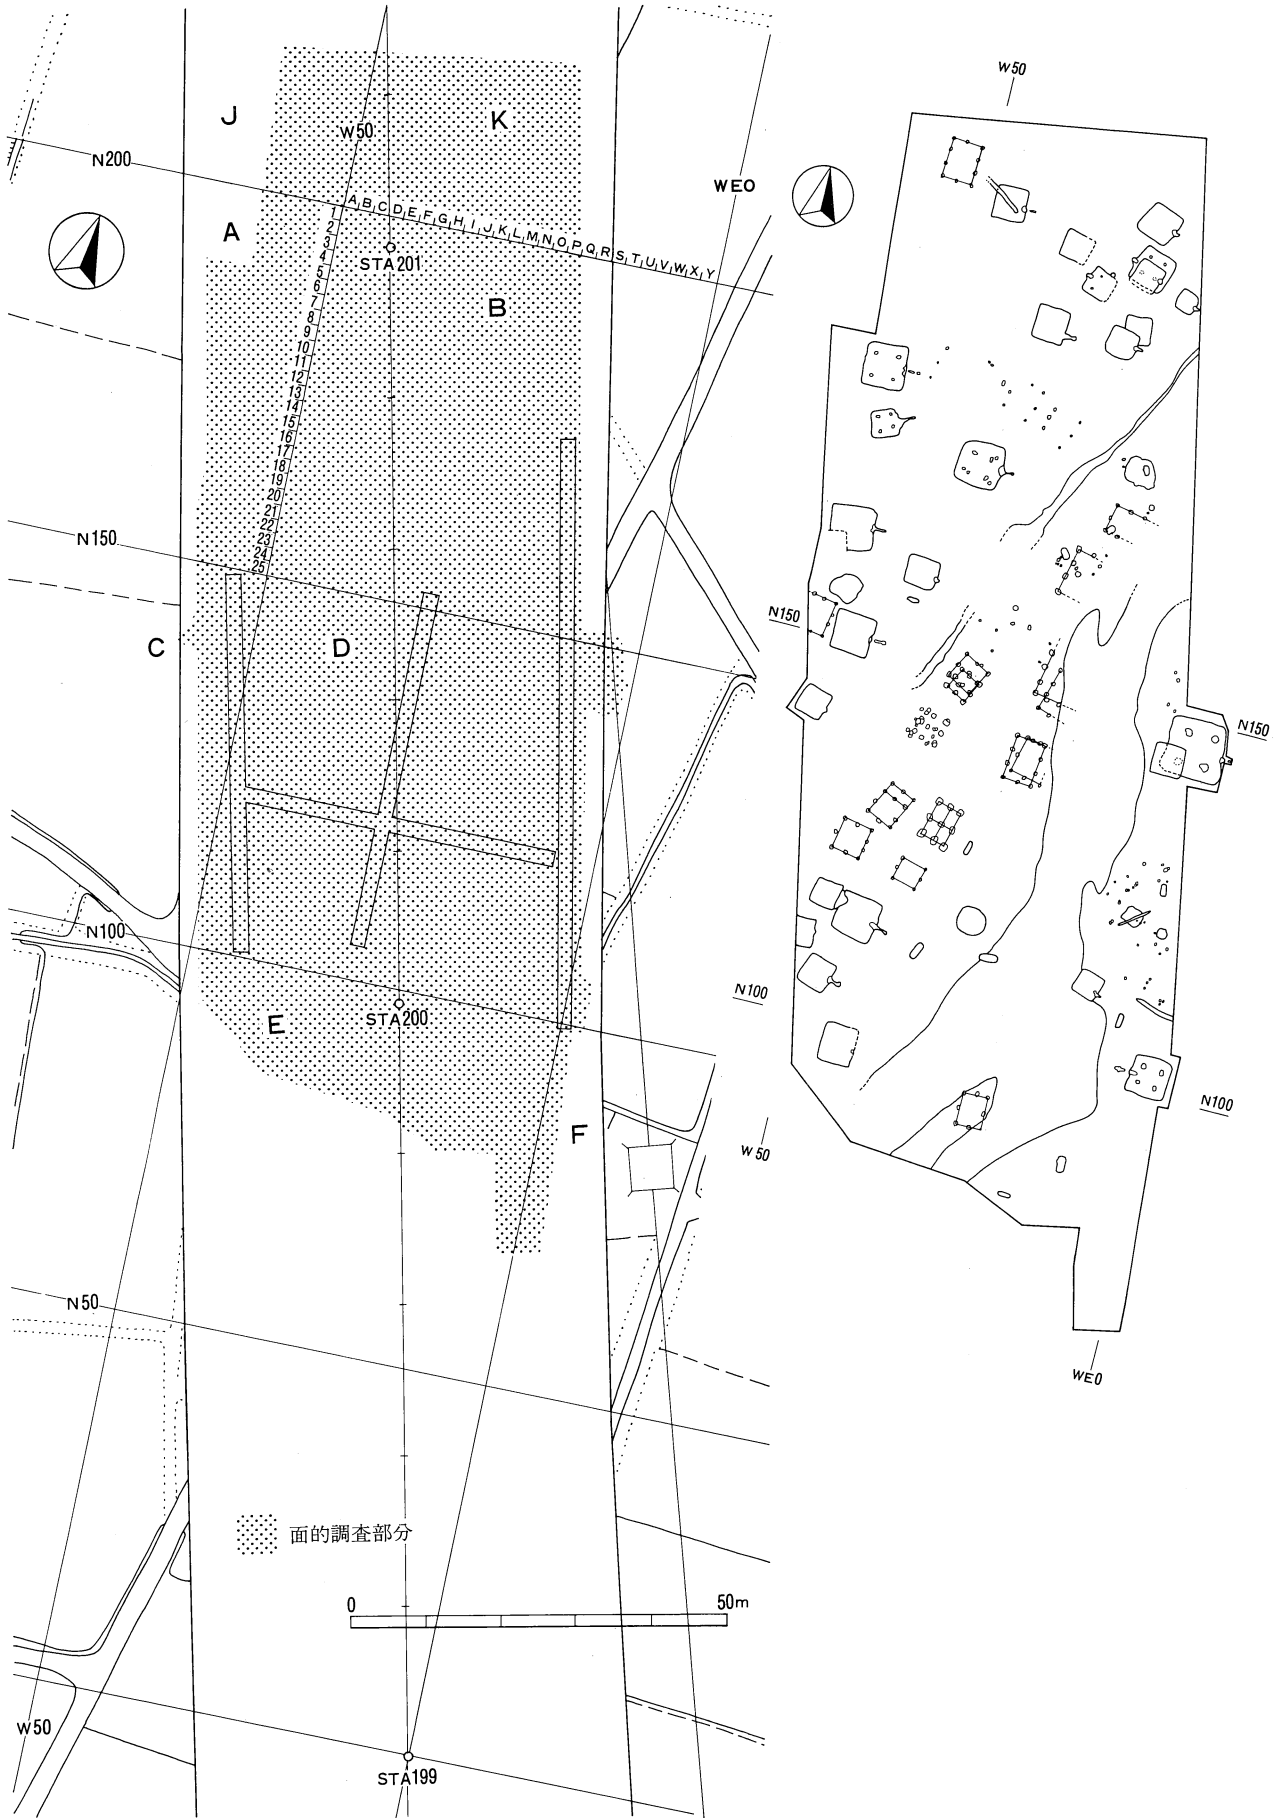 J
K
W50
N200
WE0
A B C D E F G H I J K L M N O P Q R S T U V W X Y
1
2
3
4
5
6
7
8
9
10
11
12
13
14
15
16
17
18
19
20
21
22
23
24
25
A
STA201
B
N150
C
D
N100
STA200
E
F
N50
面的調査部分
0
50m
W50
STA199
W50
N150
N150
N100
N100
W50
WE0